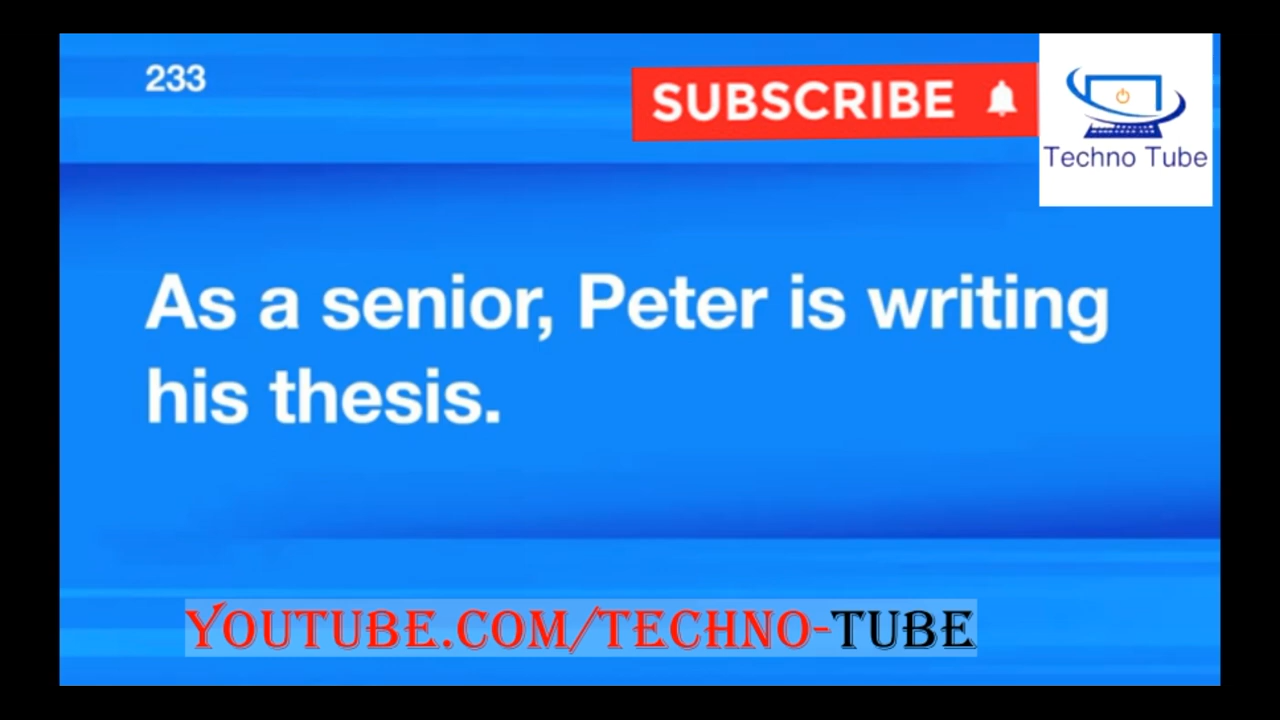 233
SUBSCRIBE
Techno Tube
As a senior, Peter is writing
his thesis.
YOUTUBE.COM/TECHNO-TUBE